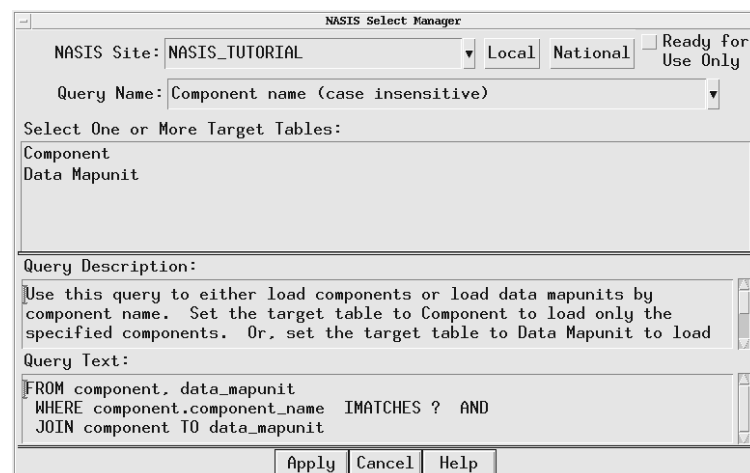 NASIS Select Manager
NASIS Site: NASIS_TUTORIAL Local National Ready for Use Only
Query Name: Component name (case insensitive)
Select One or More Target Tables:
Component
Data Mapunit
Query Description:
Use this query to either load components or load data mapunits by
component name. Set the target table to Component to load only the
specified components. Or, set the target table to Data Mapunit to load
Query Text:
FROM component, data_mapunit
WHERE component.component_name IMATCHES ? AND
JOIN component TO data_mapunit
Apply Cancel Help